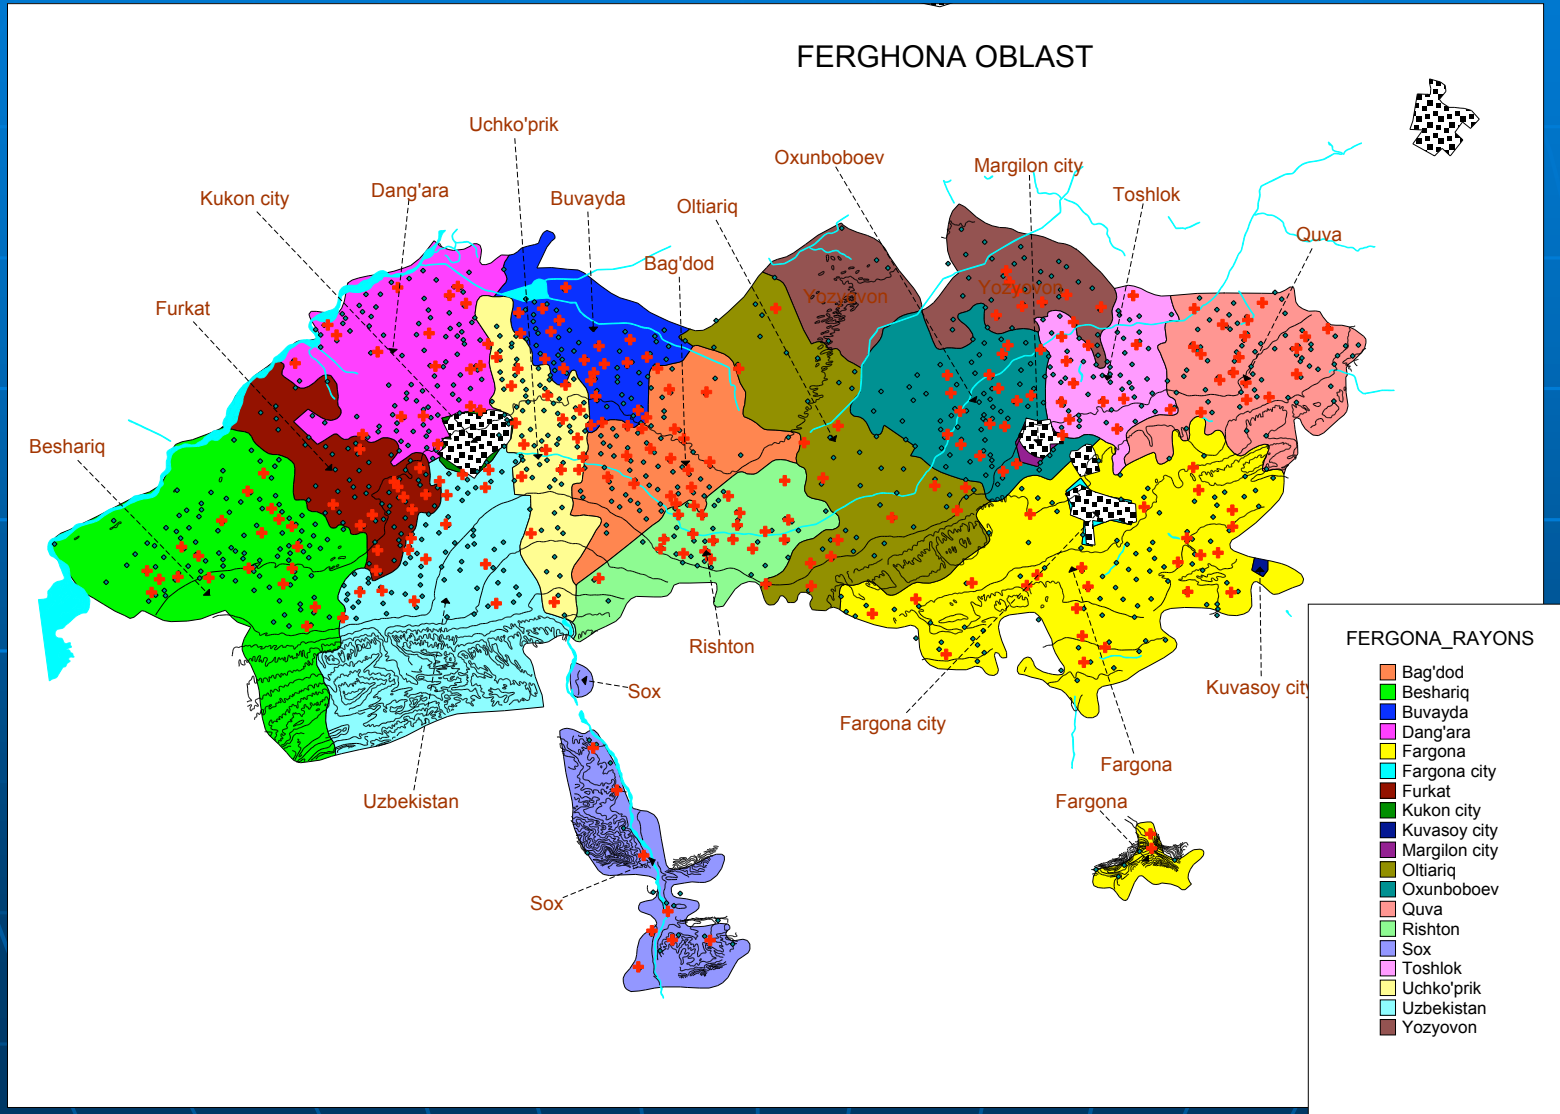 FERGHONA OBLAST
Uchko'prik
Oxunboboev
Margilon city
Kukon city
Dang'ara
Buvayda
Oltiariq
Toshlok
Quva
Bag'dod
Furkat
Yozyovon
Yozyovon
Beshariq
Rishton
Sox
Kuvasoy city
Fargona city
Fargona
Uzbekistan
Fargona
Sox
FERGONA_RAYONS
Bag'dod
Beshariq
Buvayda
Dang'ara
Fargona
Fargona city
Furkat
Kukon city
Kuvasoy city
Margilon city
Oltiariq
Oxunboboev
Quva
Rishton
Sox
Toshlok
Uchko'prik
Uzbekistan
Yozyovon